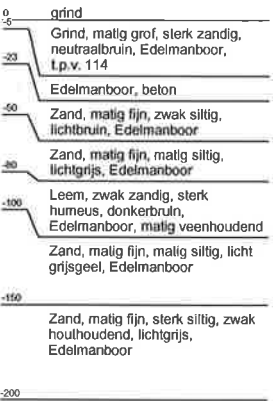 0
grind
-5
Grind, matig grof, sterk zandig,
neutraalbruin, Edelmanboor,
t.p.v. 114
-23
Edelmanboor, beton
-50
Zand, matig fijn, zwak siltig,
lichtbruin, Edelmanboor
Zand, matig fijn, matig siltig,
-80
lichtgrijs, Edelmanboor
Leem, zwak zandig, sterk
-100
humeus, donkerbruin,
Edelmanboor, matig veenhoudend
Zand, matig fijn, matig siltig, licht
grijsgeel, Edelmanboor
-150
Zand, matig fijn, sterk siltig, zwak
houthoudend, lichtgrijs,
Edelmanboor
-200